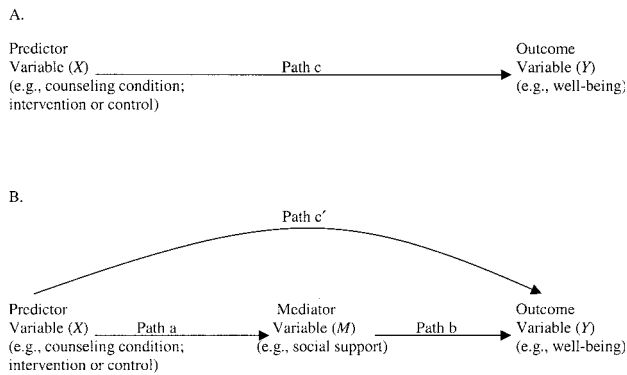 A.
Predictor
Variable (X)
(e.g., counseling condition;
intervention or control)
Path c
Outcome
Variable (Y)
(e.g., well-being)
B.
Path c′
Predictor
Variable (X)
(e.g., counseling condition;
intervention or control)
Path a
Mediator
Variable (M)
(e.g., social support)
Path b
Outcome
Variable (Y)
(e.g., well-being)